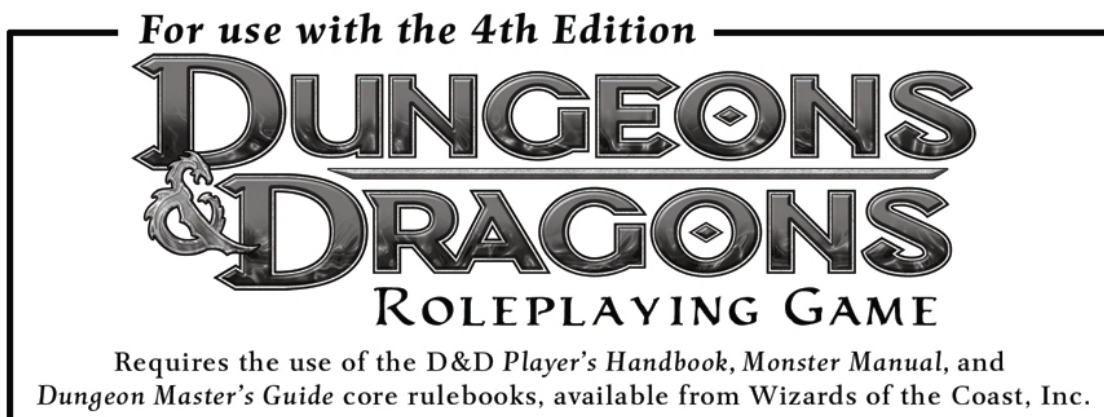 For use with the 4th Edition
DUNGEONS
& DRAGONS
ROLEPLAYING GAME
Requires the use of the D&D Player's Handbook, Monster Manual, and
Dungeon Master's Guide core rulebooks, available from Wizards of the Coast, Inc.